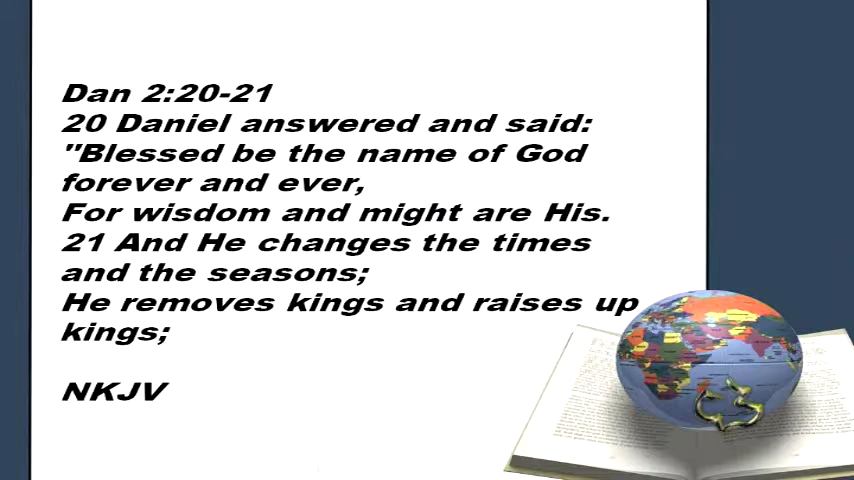 Dan 2:20-21
20 Daniel answered and said:
"Blessed be the name of God
forever and ever,
For wisdom and might are His.
21 And He changes the times
and the seasons;
He removes kings and raises up
kings;
NKJV